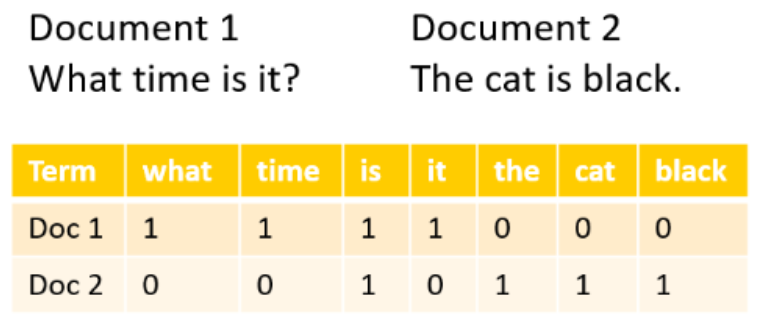 Document 1
What time is it?
Document 2
The cat is black.
Term what time is it the cat black
Doc 1 1 1 1 1 0 0 0
Doc 2 0 0 1 0 1 1 1